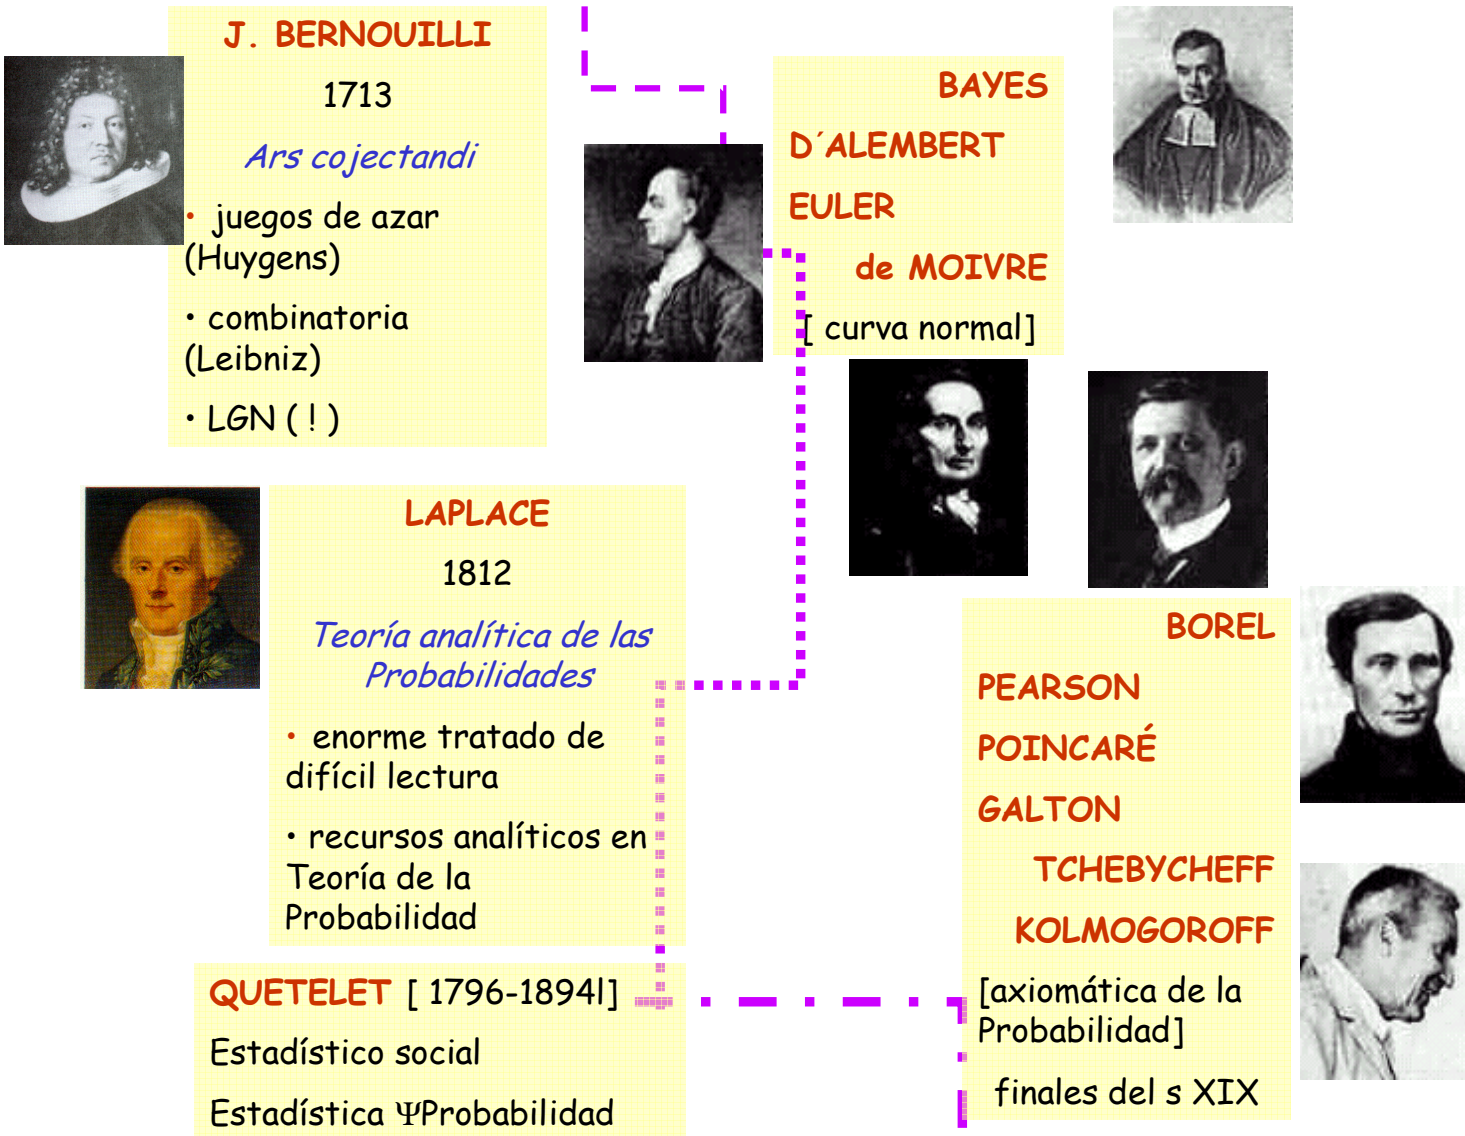 J. BERNOUILLI
1713
Ars cojectandi
• juegos de azar
(Huygens)
• combinatoria
(Leibniz)
• LGN ( ! )
BAYES
D´ALEMBERT
EULER
de MOIVRE
[ curva normal]
LAPLACE
1812
Teoría analítica de las
Probabilidades
• enorme tratado de
difícil lectura
• recursos analíticos en
Teoría de la
Probabilidad
QUETELET [ 1796-1894l]
Estadístico social
Estadística ΨProbabilidad
BOREL
PEARSON
POINCARÉ
GALTON
TCHEBYCHEFF
KOLMOGOROFF
[axiomática de la
Probabilidad]
finales del s XIX